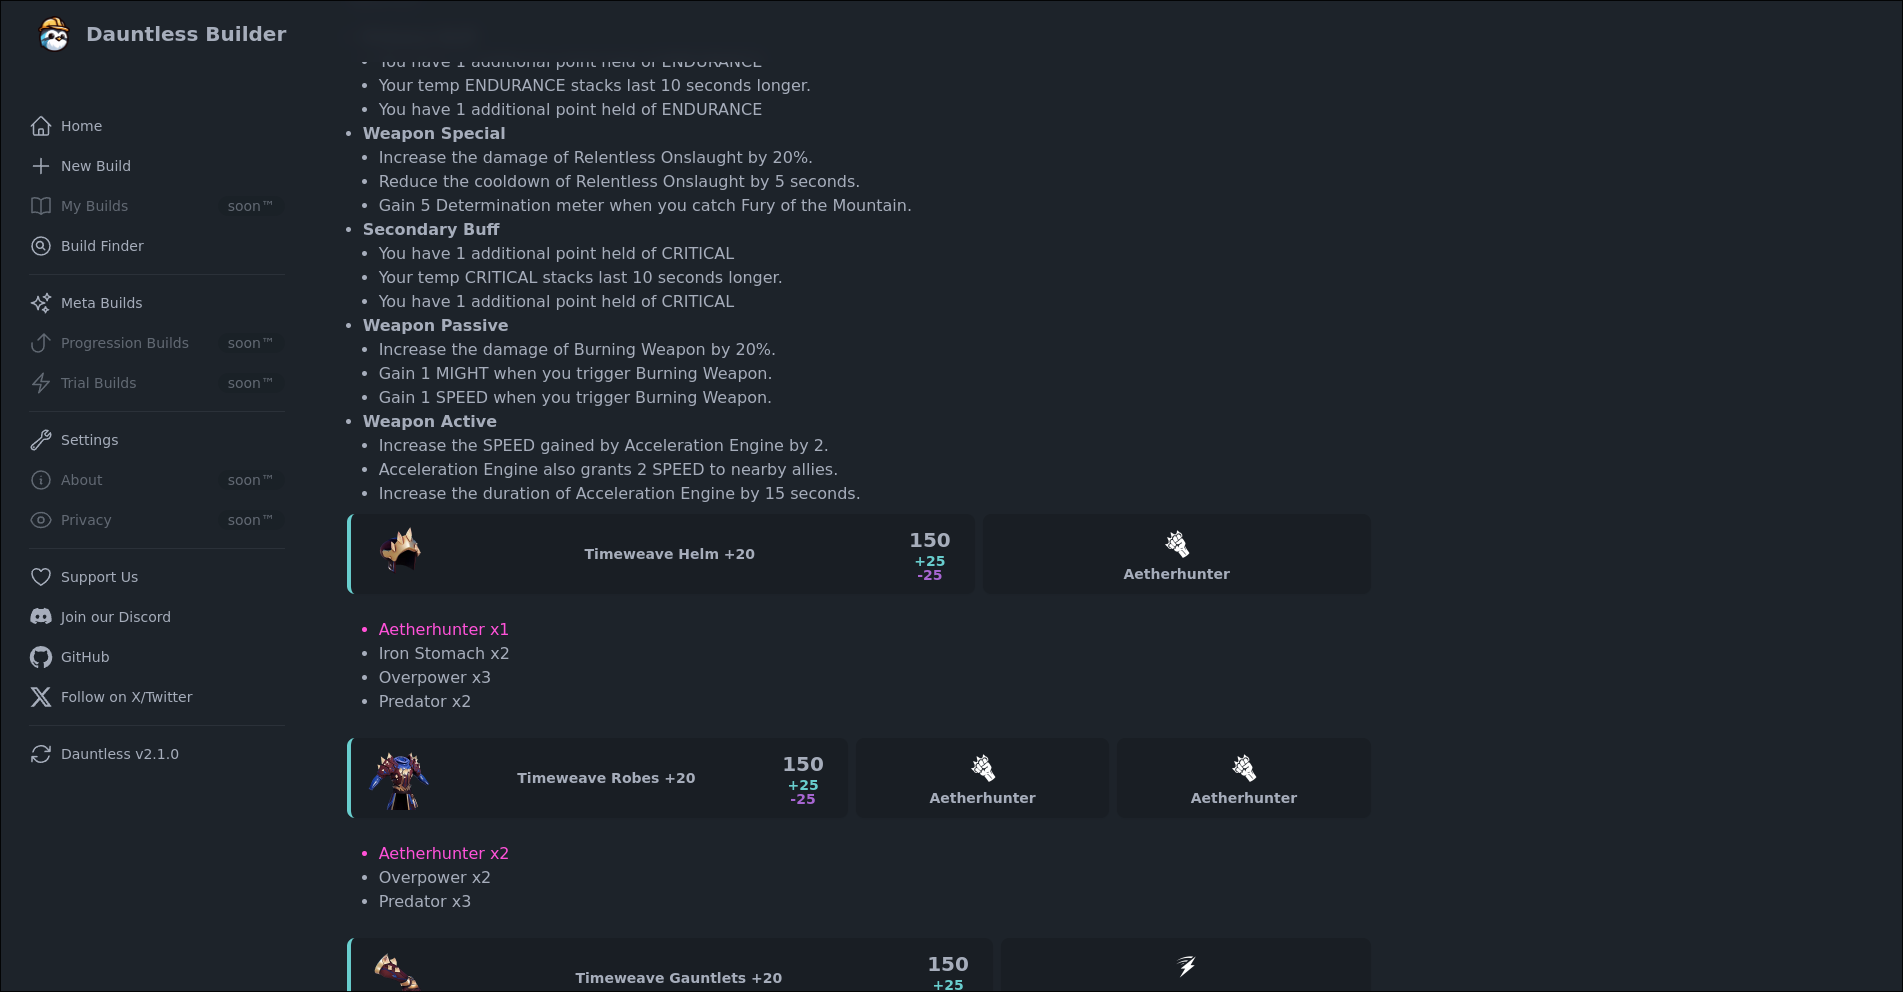 Dauntless Builder
Home
New Build
My Builds soon™
Build Finder
Meta Builds
Progression Builds soon™
Trial Builds soon™
Settings
About soon™
Privacy soon™
Support Us
Join our Discord
GitHub
Follow on X/Twitter
Dauntless v2.1.0
You have 1 additional point held of ENDURANCE
Your temp ENDURANCE stacks last 10 seconds longer.
You have 1 additional point held of ENDURANCE
Weapon Special
Increase the damage of Relentless Onslaught by 20%.
Reduce the cooldown of Relentless Onslaught by 5 seconds.
Gain 5 Determination meter when you catch Fury of the Mountain.
Secondary Buff
You have 1 additional point held of CRITICAL
Your temp CRITICAL stacks last 10 seconds longer.
You have 1 additional point held of CRITICAL
Weapon Passive
Increase the damage of Burning Weapon by 20%.
Gain 1 MIGHT when you trigger Burning Weapon.
Gain 1 SPEED when you trigger Burning Weapon.
Weapon Active
Increase the SPEED gained by Acceleration Engine by 2.
Acceleration Engine also grants 2 SPEED to nearby allies.
Increase the duration of Acceleration Engine by 15 seconds.
Timeweave Helm +20
150
+25
-25
Aetherhunter
Aetherhunter x1
Iron Stomach x2
Overpower x3
Predator x2
Timeweave Robes +20
150
+25
-25
Aetherhunter
Aetherhunter
Aetherhunter x2
Overpower x2
Predator x3
Timeweave Gauntlets +20
150
+25